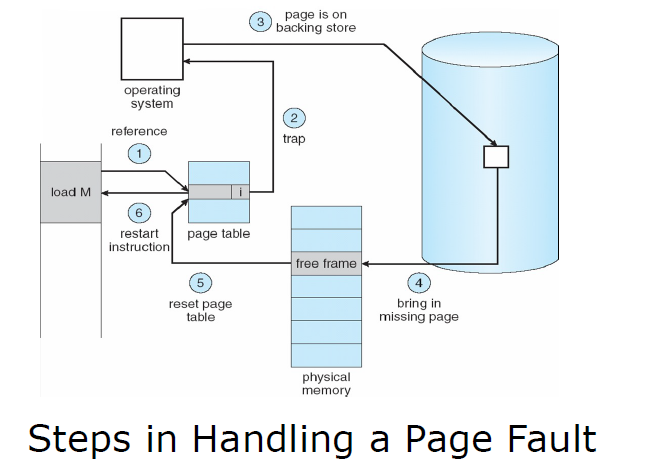 3
page is on
backing store
operating
system
2
trap
reference
1
load M
i
6
restart
instruction
page table
free frame
5
reset page
table
4
bring in
missing page
physical
memory
Steps in Handling a Page Fault